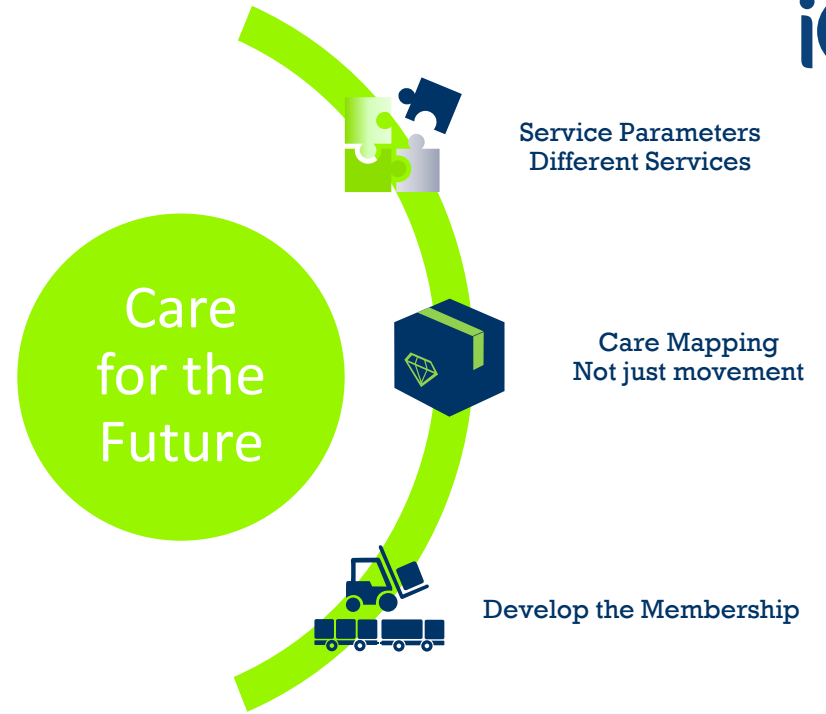 Service Parameters
Different Services
Care
for the
Future
Care Mapping
Not just movement
Develop the Membership